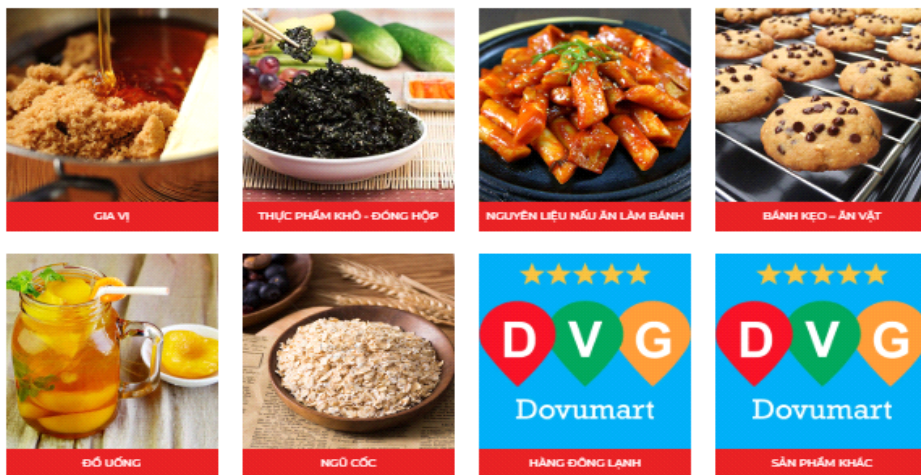 GIA VỊ
THỰC PHẨM KHÔ - ĐÓNG HỘP
NGUYÊN LIỆU NẤU ĂN LÀM BÁNH
BÁNH KẸO – ĂN VẶT
ĐỒ UỐNG
NGŨ CỐC
D V G
Dovumart
HÀNG ĐÔNG LẠNH
D V G
Dovumart
SẢN PHẨM KHÁC